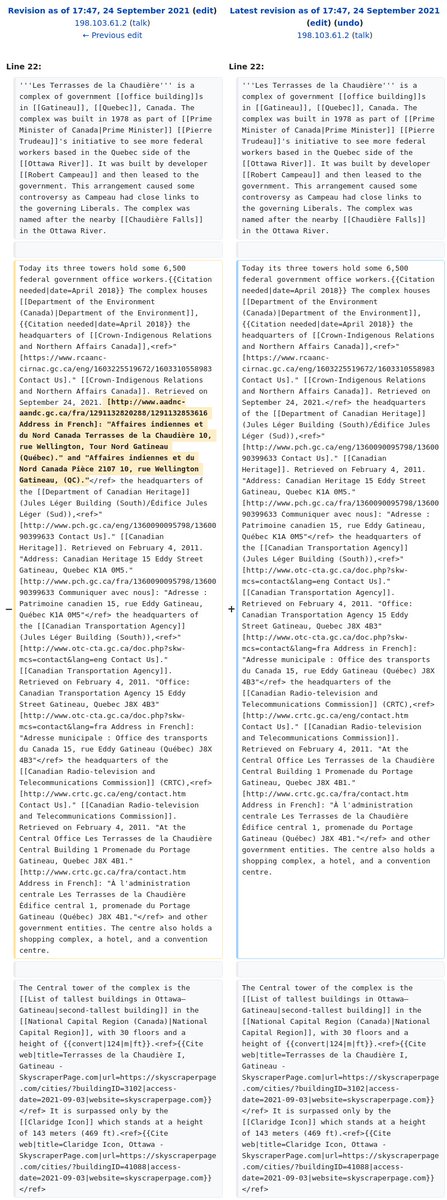 Revision as of 17:47, 24 September 2021 (edit)
198.103.61.2 (talk)
← Previous edit
Latest revision as of 17:47, 24 September 2021
(edit) (undo)
198.103.61.2 (talk)
Line 22:
Line 22:
'''Les Terrasses de la Chaudière''' is a
complex of government [[office building]]s
in [[Gatineau]], [[Quebec]], Canada. The
complex was built in 1978 as part of [[Prime
Minister of Canada|Prime Minister]] [[Pierre
Trudeau]]'s initiative to see more federal
workers based in the Quebec side of the
[[Ottawa River]]. It was built by developer
[[Robert Campeau]] and then leased to the
government. This arrangement caused some
controversy as Campeau had close links to
the governing Liberals. The complex was
named after the nearby [[Chaudière Falls]]
in the Ottawa River.
'''Les Terrasses de la Chaudière''' is a
complex of government [[office building]]s
in [[Gatineau]], [[Quebec]], Canada. The
complex was built in 1978 as part of [[Prime
Minister of Canada|Prime Minister]] [[Pierre
Trudeau]]'s initiative to see more federal
workers based in the Quebec side of the
[[Ottawa River]]. It was built by developer
[[Robert Campeau]] and then leased to the
government. This arrangement caused some
controversy as Campeau had close links to
the governing Liberals. The complex was
named after the nearby [[Chaudière Falls]]
in the Ottawa River.
−
Today its three towers hold some 6,500
federal government office workers.{{Citation
needed|date=April 2018}} The complex houses
[[Department of the Environment
(Canada)|Department of the Environment]],
{{Citation needed|date=April 2018}} the
headquarters of [[Crown-Indigenous Relations
and Northern Affairs Canada]],<ref>"
[https://www.rcaanc-
cirnac.gc.ca/eng/1603225519672/1603310558983
Contact Us]." [[Crown-Indigenous Relations
and Northern Affairs Canada]]. Retrieved on
September 24, 2021. [http://www.aadnc-
aandc.gc.ca/fra/1291132820288/1291132853616
Address in French]: "Affaires indiennes et
du Nord Canada Terrasses de la Chaudière 10,
rue Wellington, Tour Nord Gatineau
(Québec)." and "Affaires indiennes et du
Nord Canada Pièce 2107 10, rue Wellington
Gatineau, (QC)."</ref> the headquarters of
the [[Department of Canadian Heritage]]
(Jules Léger Building (South)/Édifice Jules
Léger (Sud)),<ref>"
[http://www.pch.gc.ca/eng/1360090095798/13600
90399633 Contact Us]." [[Canadian
Heritage]]. Retrieved on February 4, 2011.
"Address: Canadian Heritage 15 Eddy Street
Gatineau, Quebec K1A 0M5."
[http://www.pch.gc.ca/fra/1360090095798/13600
90399633 Communiquer avec nous]: "Adresse :
Patrimoine canadien 15, rue Eddy Gatineau,
Québec K1A 0M5"</ref> the headquarters of
the [[Canadian Transportation Agency]]
(Jules Léger Building (South)),<ref>"
[http://www.otc-cta.gc.ca/doc.php?skw-
mcs=contact&lang=eng Contact Us]."
[[Canadian Transportation Agency]].
Retrieved on February 4, 2011. "Office:
Canadian Transportation Agency 15 Eddy
Street Gatineau, Quebec J8X 4B3"
[http://www.otc-cta.gc.ca/doc.php?skw-
mcs=contact&lang=fra Address in French]:
"Adresse municipale : Office des transports
du Canada 15, rue Eddy Gatineau (Québec) J8X
4B3"</ref> the headquarters of the
[[Canadian Radio-television and
Telecommunications Commission]] (CRTC),<ref>
[http://www.crtc.gc.ca/eng/contact.htm
Contact Us]." [[Canadian Radio-television
and Telecommunications Commission]].
Retrieved on February 4, 2011. "At the
Central Office Les Terrasses de la Chaudière
Central Building 1 Promenade du Portage
Gatineau, Quebec J8X 4B1."
[http://www.crtc.gc.ca/fra/contact.htm
Address in French]: "À l'administration
centrale Les Terrasses de la Chaudière
Édifice central 1, promenade du Portage
Gatineau (Québec) J8X 4B1."</ref> and other
government entities. The centre also holds a
shopping complex, a hotel, and a convention
centre.
+
Today its three towers hold some 6,500
federal government office workers.{{Citation
needed|date=April 2018}} The complex houses
[[Department of the Environment
(Canada)|Department of the Environment]],
{{Citation needed|date=April 2018}} the
headquarters of [[Crown-Indigenous Relations
and Northern Affairs Canada]],<ref>"
[https://www.rcaanc-
cirnac.gc.ca/eng/1603225519672/1603310558983
Contact Us]." [[Crown-Indigenous Relations
and Northern Affairs Canada]]. Retrieved on
September 24, 2021.</ref> the headquarters
of the [[Department of Canadian Heritage]]
(Jules Léger Building (South)/Édifice Jules
Léger (Sud)),<ref>"
[http://www.pch.gc.ca/eng/1360090095798/13600
90399633 Contact Us]." [[Canadian
Heritage]]. Retrieved on February 4, 2011.
"Address: Canadian Heritage 15 Eddy Street
Gatineau, Quebec K1A 0M5."
[http://www.pch.gc.ca/fra/1360090095798/13600
90399633 Communiquer avec nous]: "Adresse :
Patrimoine canadien 15, rue Eddy Gatineau,
Québec K1A 0M5"</ref> the headquarters of
the [[Canadian Transportation Agency]]
(Jules Léger Building (South)),<ref>"
[http://www.otc-cta.gc.ca/doc.php?skw-
mcs=contact&lang=eng Contact Us]."
[[Canadian Transportation Agency]].
Retrieved on February 4, 2011. "Office:
Canadian Transportation Agency 15 Eddy
Street Gatineau, Quebec J8X 4B3"
[http://www.otc-cta.gc.ca/doc.php?skw-
mcs=contact&lang=fra Address in French]:
"Adresse municipale : Office des transports
du Canada 15, rue Eddy Gatineau (Québec) J8X
4B3"</ref> the headquarters of the
[[Canadian Radio-television and
Telecommunications Commission]] (CRTC),<ref>
[http://www.crtc.gc.ca/eng/contact.htm
Contact Us]." [[Canadian Radio-television
and Telecommunications Commission]].
Retrieved on February 4, 2011. "At the
Central Office Les Terrasses de la Chaudière
Central Building 1 Promenade du Portage
Gatineau, Quebec J8X 4B1."
[http://www.crtc.gc.ca/fra/contact.htm
Address in French]: "À l'administration
centrale Les Terrasses de la Chaudière
Édifice central 1, promenade du Portage
Gatineau (Québec) J8X 4B1."</ref> and other
government entities. The centre also holds a
shopping complex, a hotel, and a convention
centre.
The Central tower of the complex is the
[[List of tallest buildings in Ottawa–
Gatineau|second-tallest building]] in the
[[National Capital Region (Canada)|National
Capital Region]], with 30 floors and a
height of {{convert|124|m|ft}}.<ref>{{Cite
web|title=Terrasses de la Chaudière I,
Gatineau -
SkyscraperPage.com|url=https://skyscraperpage
.com/cities/?buildingID=3102|access-
date=2021-09-03|website=skyscraperpage.com}}
</ref> It is surpassed only by the
[[Claridge Icon]] which stands at a height
of 143 meters (469 ft).<ref>{{Cite
web|title=Claridge Icon, Ottawa -
SkyscraperPage.com|url=https://skyscraperpage
.com/cities/?buildingID=41088|access-
date=2021-09-03|website=skyscraperpage.com}}
</ref>
The Central tower of the complex is the
[[List of tallest buildings in Ottawa–
Gatineau|second-tallest building]] in the
[[National Capital Region (Canada)|National
Capital Region]], with 30 floors and a
height of {{convert|124|m|ft}}.<ref>{{Cite
web|title=Terrasses de la Chaudière I,
Gatineau -
SkyscraperPage.com|url=https://skyscraperpage
.com/cities/?buildingID=3102|access-
date=2021-09-03|website=skyscraperpage.com}}
</ref> It is surpassed only by the
[[Claridge Icon]] which stands at a height
of 143 meters (469 ft).<ref>{{Cite
web|title=Claridge Icon, Ottawa -
SkyscraperPage.com|url=https://skyscraperpage
.com/cities/?buildingID=41088|access-
date=2021-09-03|website=skyscraperpage.com}}
</ref>